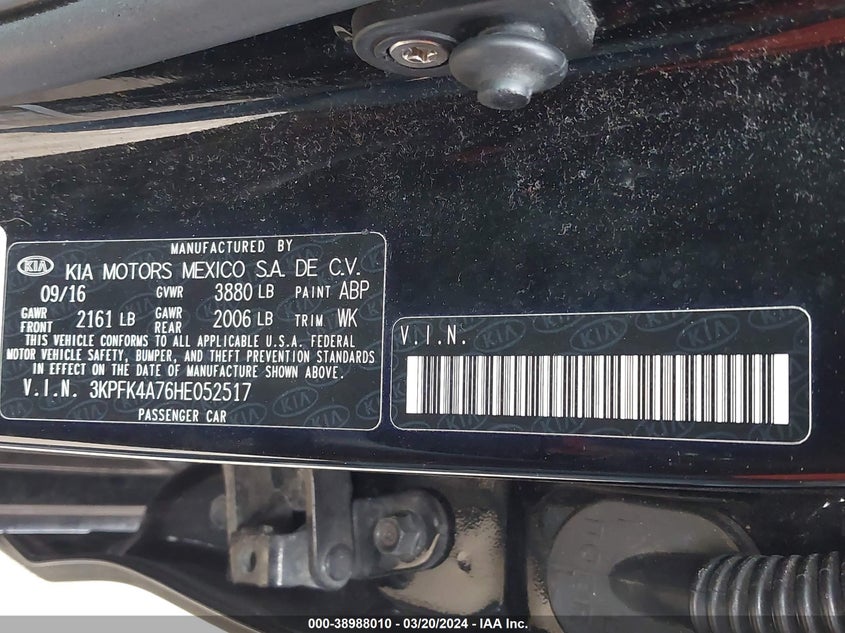 MANUFACTURED BY
KIA KIA MOTORS MEXICO S.A. DE C.V.
09/16 GVWR 3880 LB PAINT ABP
GAWR FRONT 2161 LB GAWR REAR 2006 LB TRIM WK
THIS VEHICLE CONFORMS TO ALL APPLICABLE U.S.A. FEDERAL
MOTOR VEHICLE SAFETY, BUMPER, AND THEFT PREVENTION STANDARDS
IN EFFECT ON THE DATE OF MANUFACTURE SHOWN ABOVE.
V.I.N. 3KPFK4A76HE052517
PASSENGER CAR
V.I.N.
000-38988010 - 03/20/2024 - IAA Inc.